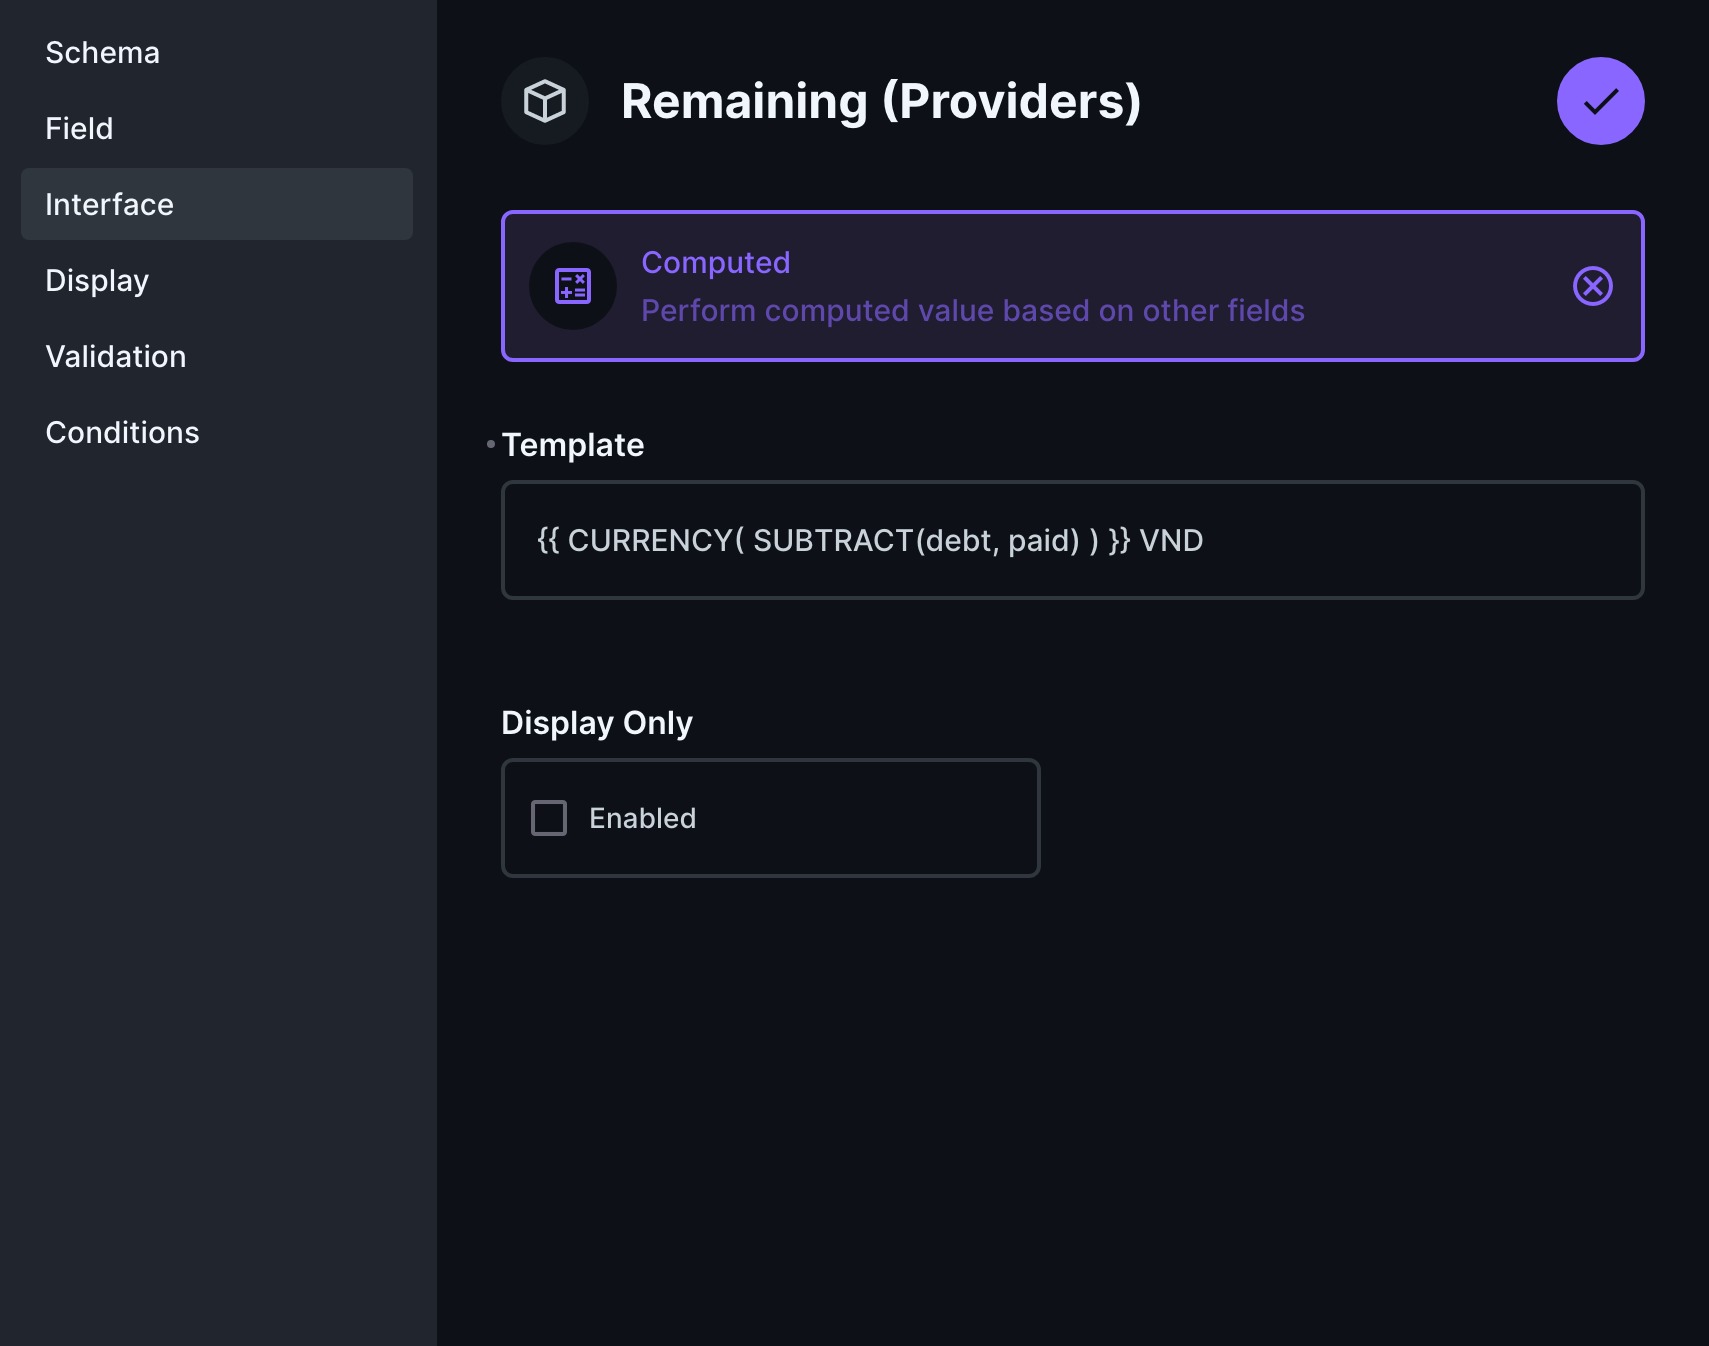 Schema
Field
Interface
Display
Validation
Conditions
Remaining (Providers)
Computed
Perform computed value based on other fields
Template
{{ CURRENCY( SUBTRACT(debt, paid) ) }} VND
Display Only
Enabled